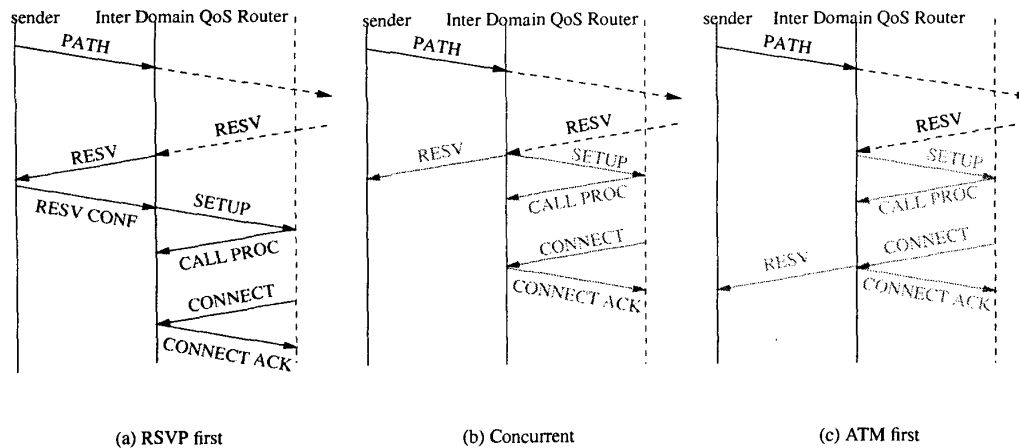 sender Inter Domain QoS Router
PATH
RESV
RESV
RESV CONF
SETUP
CALL PROC
CONNECT
CONNECT ACK
(a) RSVP first
sender Inter Domain QoS Router
PATH
RESV
RESV
SETUP
CALL PROC
CONNECT
CONNECT ACK
(b) Concurrent
sender Inter Domain QoS Router
PATH
RESV
SETUP
CALL PROC
CONNECT
RESV
CONNECT ACK
(c) ATM first